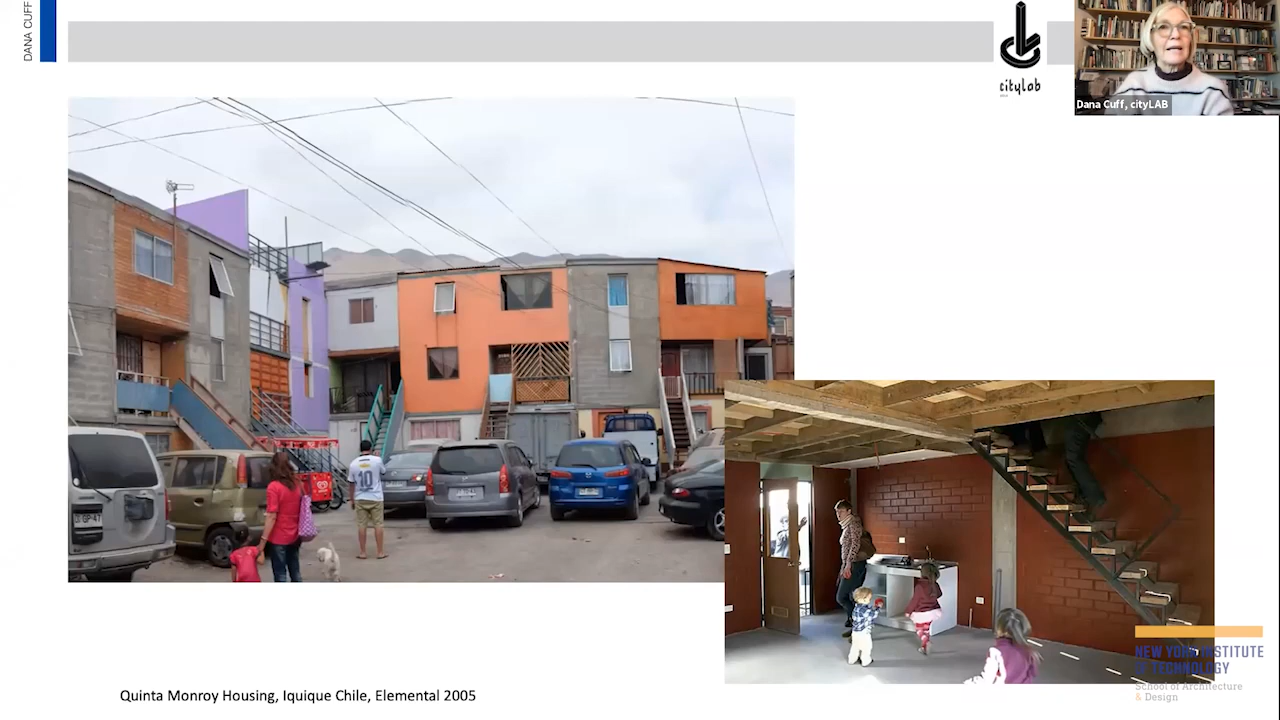 DANA CUFF
cityLab
Dana Cuff, cityLAB
10
NEW YORK INSTITUTE
OF TECHNOLOGY
School of Architecture
& Design
Quinta Monroy Housing, Iquique Chile, Elemental 2005